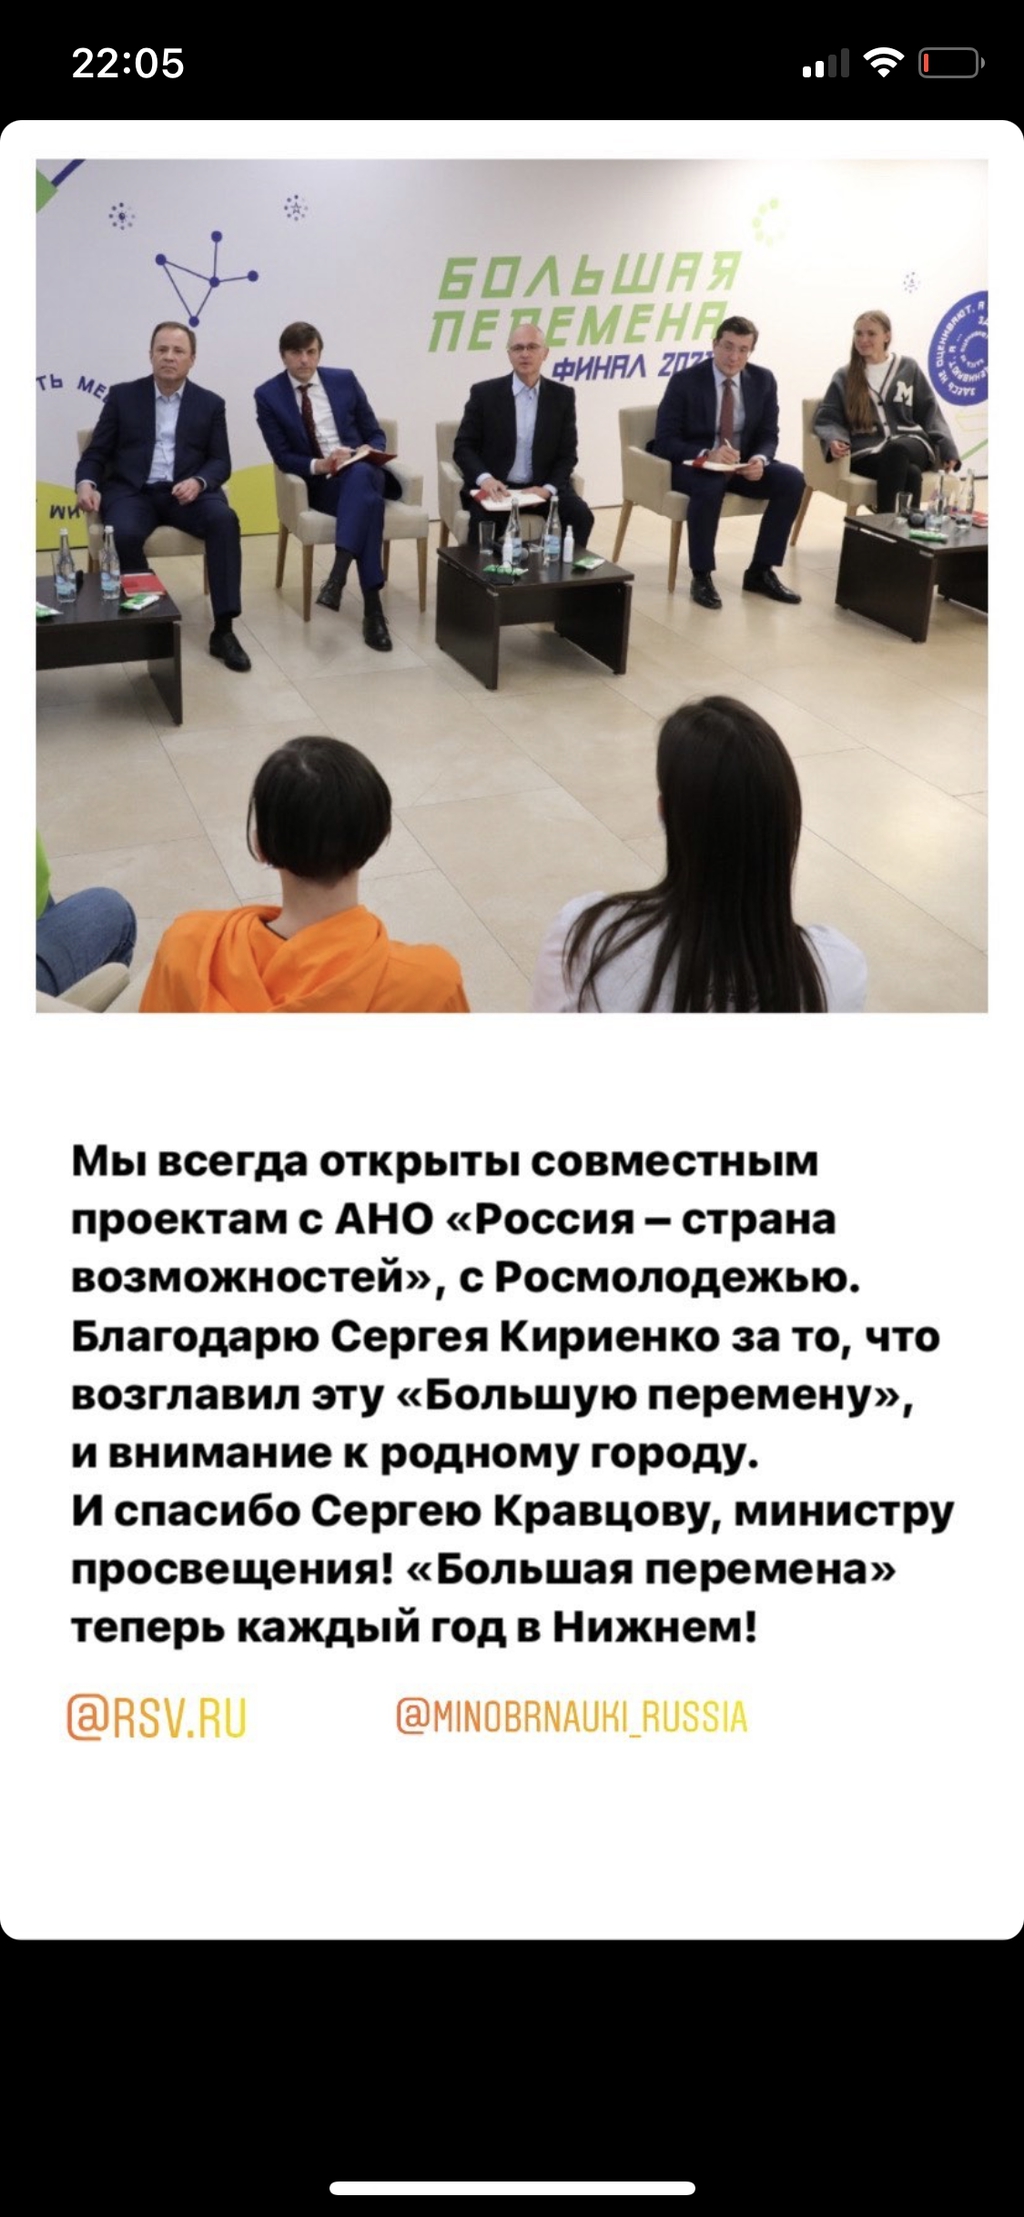 22:05
БОЛЬШАЯ
ПЕРЕМЕНА
ФИНАЛ
ТЬ
ИМ
М
Мы всегда открыты совместным
проектам с АНО «Россия – страна
возможностей», с Росмолодежью.
Благодарю Сергея Кириенко за то, что
возглавил эту «Большую перемену»,
и внимание к родному городу.
И спасибо Сергею Кравцову, министру
просвещения! «Большая перемена»
теперь каждый год в Нижнем!
@RSV.RU
@MINOBRNAUKI_RUSSIA